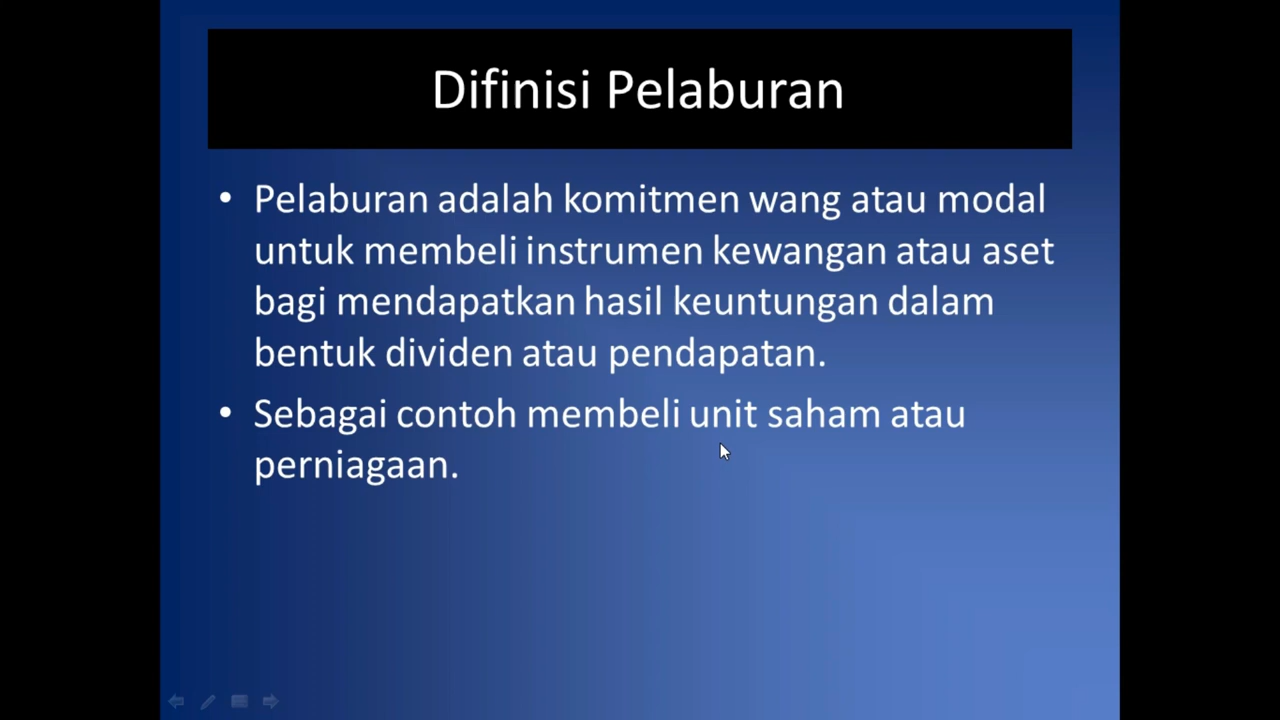 Difinisi Pelaburan
• Pelaburan adalah komitmen wang atau modal
untuk membeli instrumen kewangan atau aset
bagi mendapatkan hasil keuntungan dalam
bentuk dividen atau pendapatan.
• Sebagai contoh membeli unit saham atau
perniagaan.